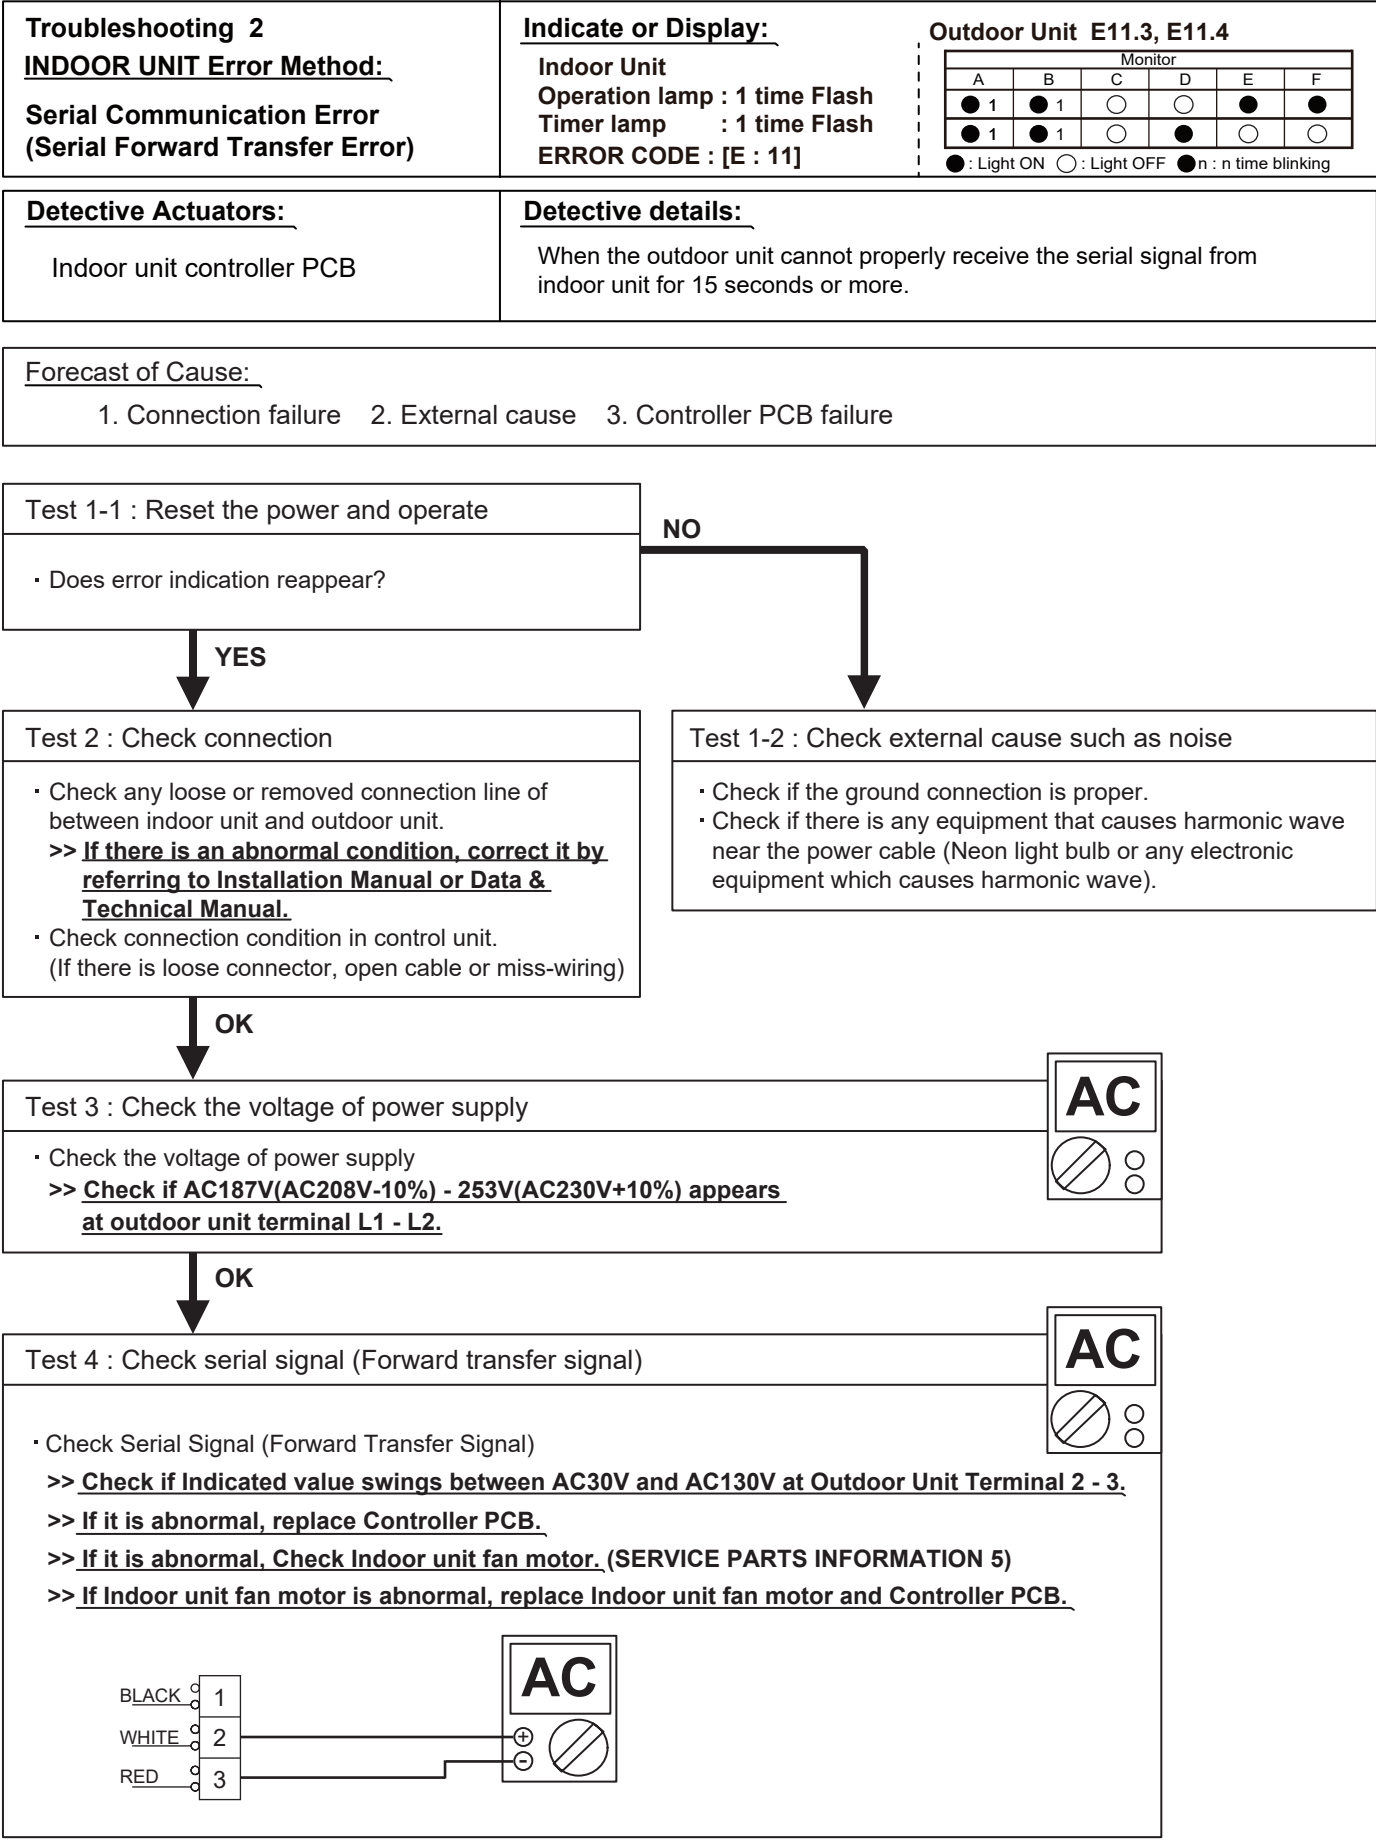 Troubleshooting 2
INDOOR UNIT Error Method:
Serial Communication Error
(Serial Forward Transfer Error)
Indicate or Display:
Indoor Unit
Operation lamp : 1 time Flash
Timer lamp : 1 time Flash
ERROR CODE : [E : 11]
Outdoor Unit E11.3, E11.4
Monitor
A B C D E F
● 1 ● 1 ○ ○ ● ●
● 1 ● 1 ○ ● ○ ○
● : Light ON ○ : Light OFF ●n : n time blinking
Detective Actuators:
Indoor unit controller PCB
Detective details:
When the outdoor unit cannot properly receive the serial signal from
indoor unit for 15 seconds or more.
Forecast of Cause:
1. Connection failure 2. External cause 3. Controller PCB failure
Test 1-1 : Reset the power and operate
· Does error indication reappear?
NO
YES
Test 2 : Check connection
· Check any loose or removed connection line of
between indoor unit and outdoor unit.
>> If there is an abnormal condition, correct it by
referring to Installation Manual or Data &
Technical Manual.
· Check connection condition in control unit.
(If there is loose connector, open cable or miss-wiring)
Test 1-2 : Check external cause such as noise
· Check if the ground connection is proper.
· Check if there is any equipment that causes harmonic wave
near the power cable (Neon light bulb or any electronic
equipment which causes harmonic wave).
OK
Test 3 : Check the voltage of power supply
AC
· Check the voltage of power supply
>> Check if AC187V(AC208V-10%) - 253V(AC230V+10%) appears
at outdoor unit terminal L1 - L2.
OK
Test 4 : Check serial signal (Forward transfer signal)
AC
· Check Serial Signal (Forward Transfer Signal)
>> Check if Indicated value swings between AC30V and AC130V at Outdoor Unit Terminal 2 - 3.
>> If it is abnormal, replace Controller PCB.
>> If it is abnormal, Check Indoor unit fan motor. (SERVICE PARTS INFORMATION 5)
>> If Indoor unit fan motor is abnormal, replace Indoor unit fan motor and Controller PCB.
AC
BLACK 1
WHITE 2 +
RED 3 -